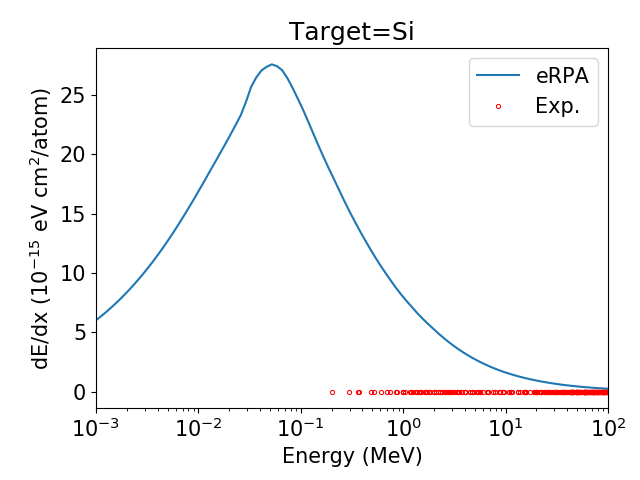 Target=Si
dE/dx (10⁻¹⁵ eV cm²/atom)
25
20
15
10
5
0
eRPA
Exp.
10⁻³
10⁻²
10⁻¹
10⁰
10¹
10²
Energy (MeV)